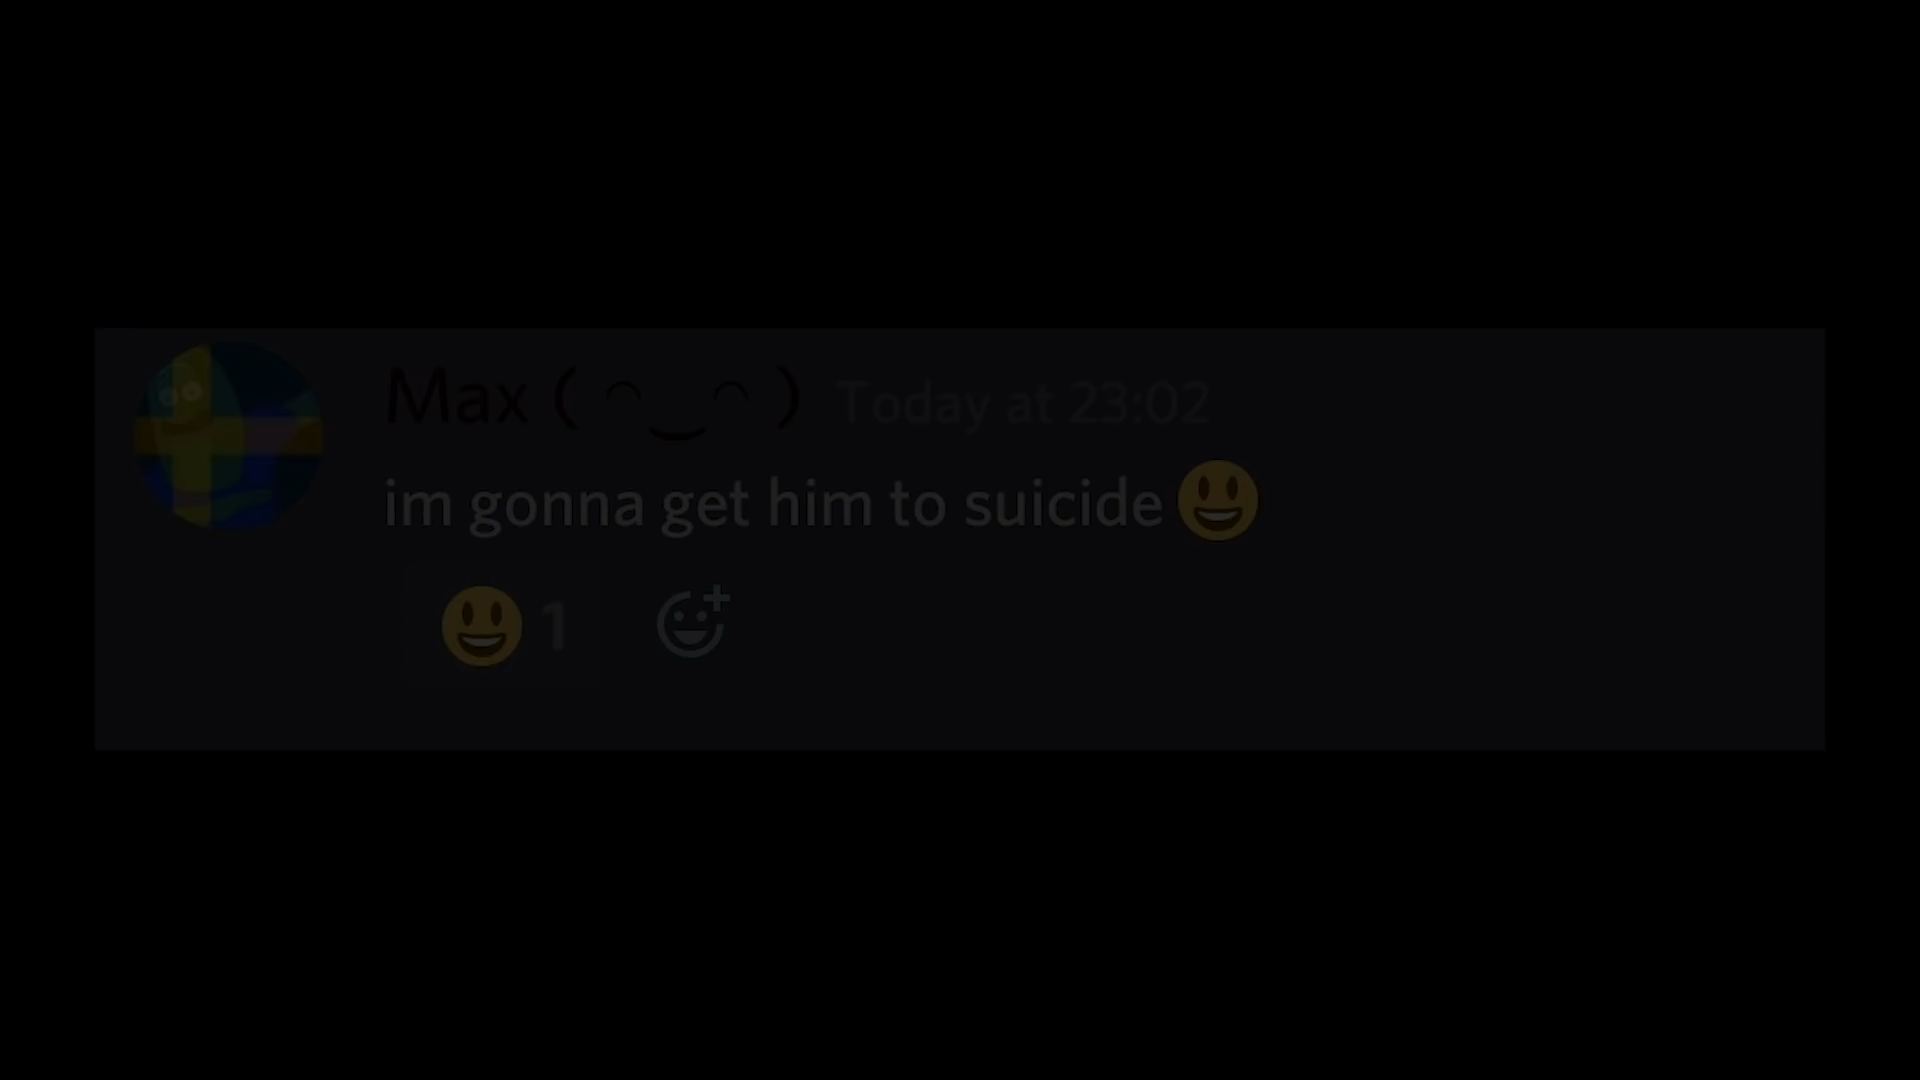 Max ( ◠‿◠ ) Today at 23:02
im gonna get him to suicide 😃
😃 1